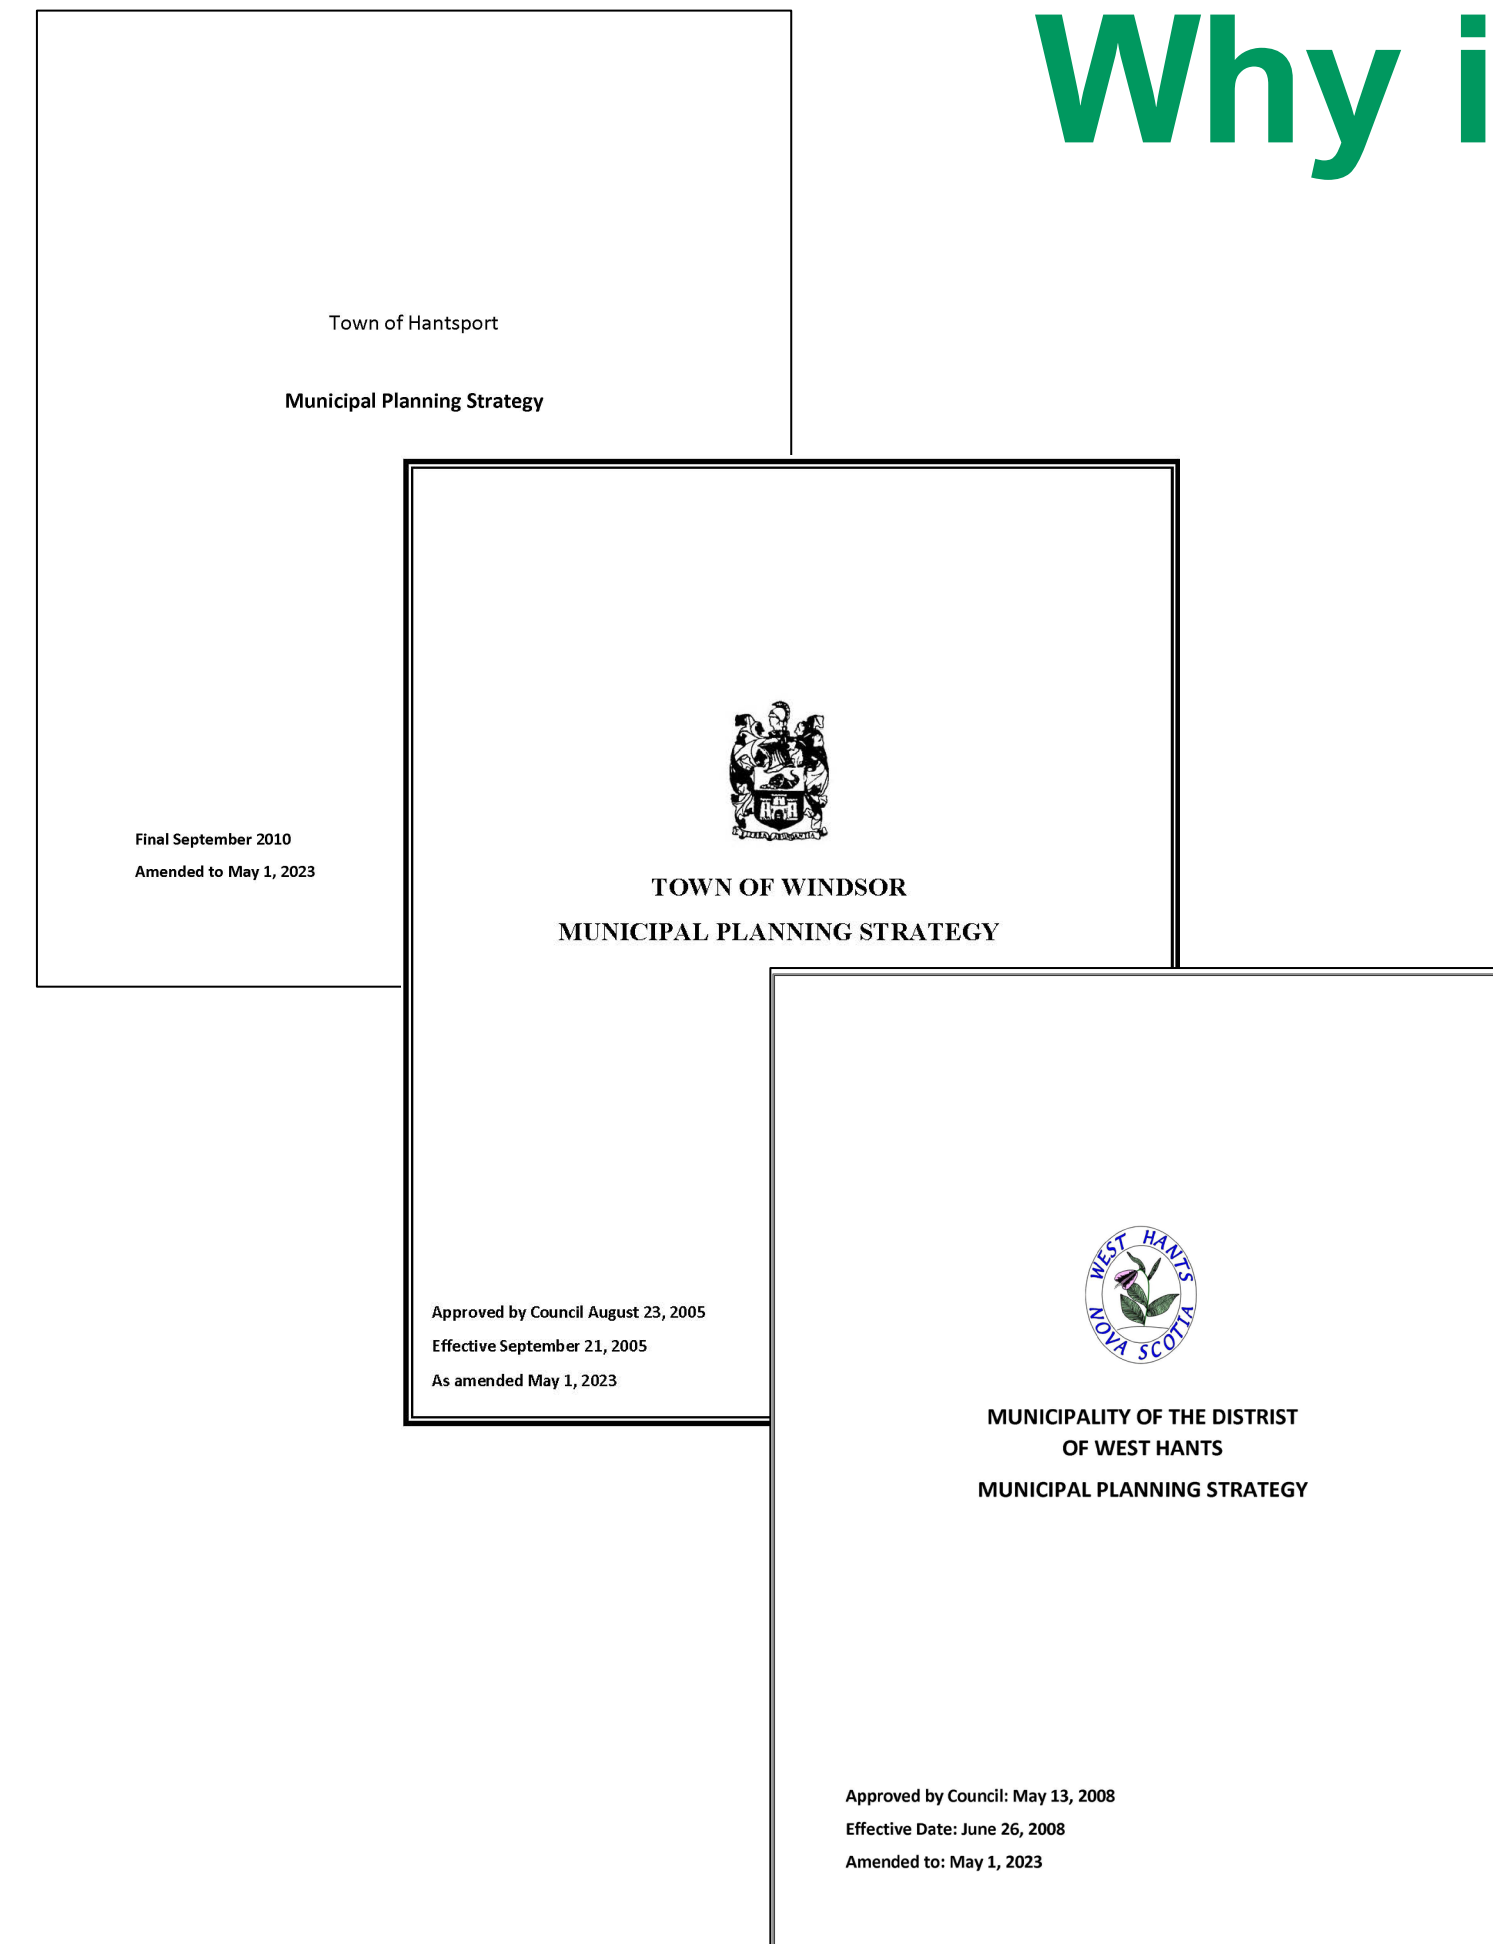 Why i
Town of Hantsport
Municipal Planning Strategy
Final September 2010
Amended to May 1, 2023
TOWN OF WINDSOR
MUNICIPAL PLANNING STRATEGY
Approved by Council August 23, 2005
Effective September 21, 2005
As amended May 1, 2023
WEST HANTS
NOVA SCOTIA
MUNICIPALITY OF THE DISTRIST
OF WEST HANTS
MUNICIPAL PLANNING STRATEGY
Approved by Council: May 13, 2008
Effective Date: June 26, 2008
Amended to: May 1, 2023